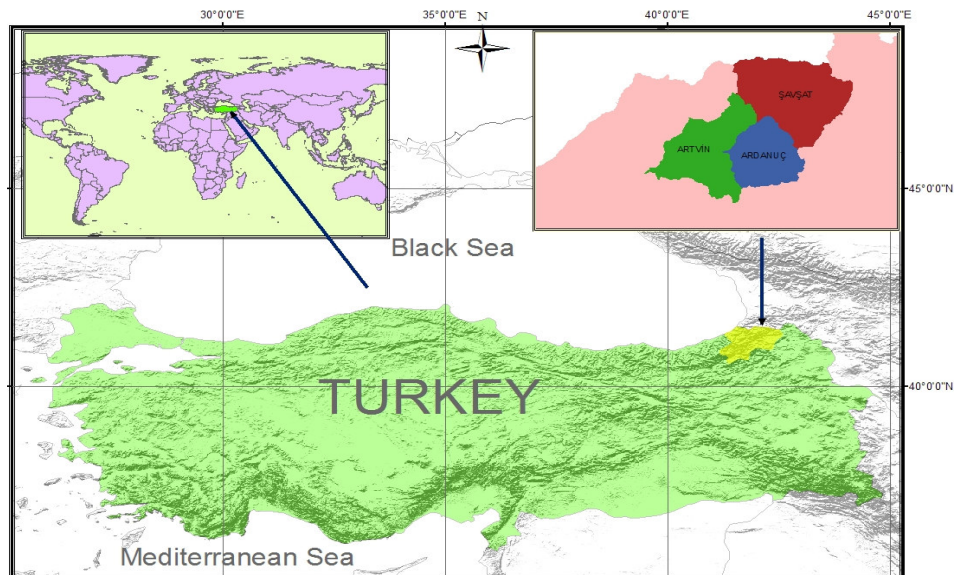 30°0'0"E
35°0'0"E
40°0'0"E
45°0'0"E
N
ŞAVŞAT
ARTVİN
ARDANUÇ
45°0'0"N
Black Sea
TURKEY
40°0'0"N
Mediterranean Sea